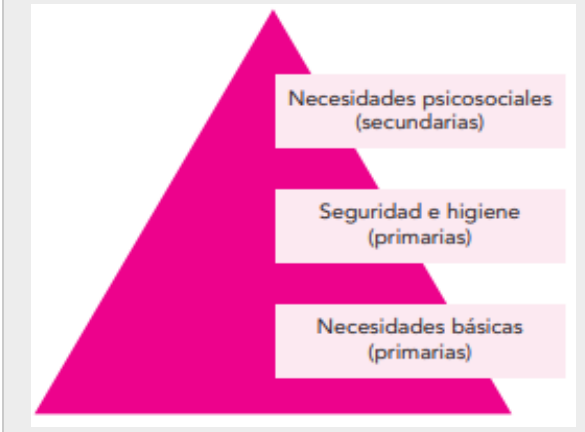 Necesidades psicosociales
(secundarias)
Seguridad e higiene
(primarias)
Necesidades básicas
(primarias)